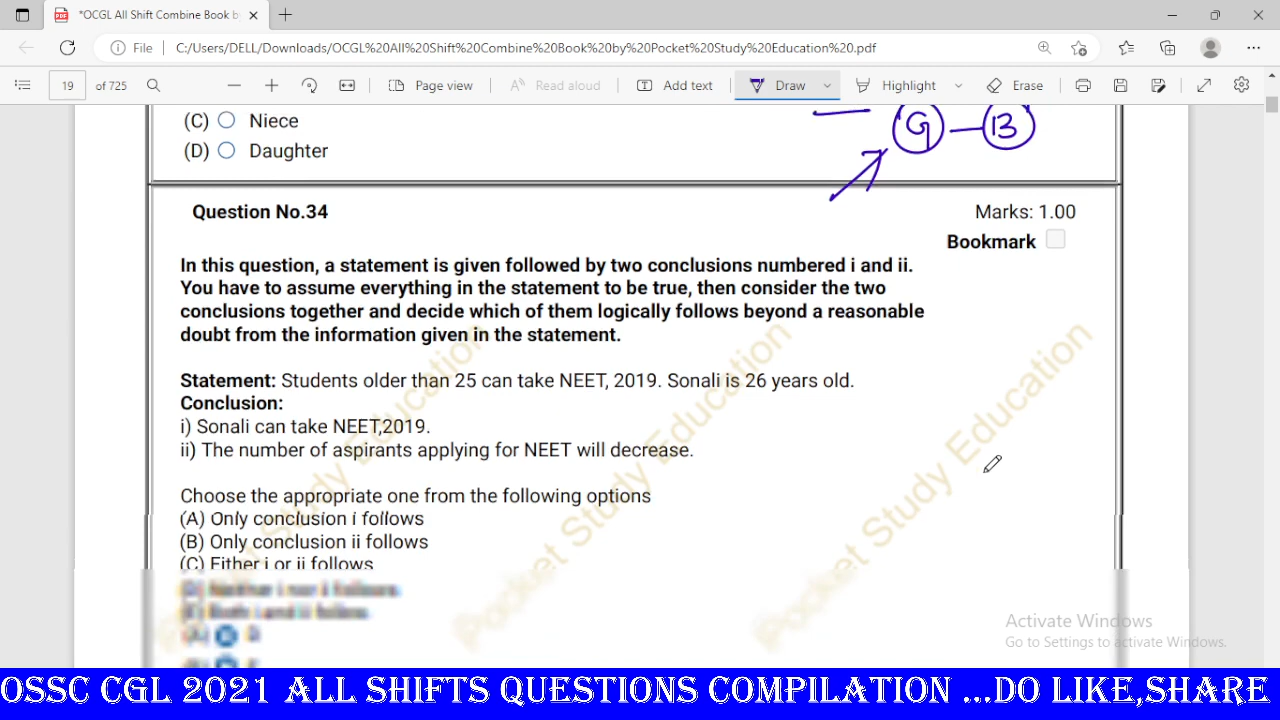 *OCGL All Shift Combine Book by
File C:/Users/DELL/Downloads/OCGL%20All%20Shift%20Combine%20Book%20by%20Pocket%20Study%20Education%20.pdf
19 of 725 Page view Read aloud Add text Draw Highlight Erase
(C) Niece
(D) Daughter
G B
Question No.34 Marks: 1.00
Bookmark
In this question, a statement is given followed by two conclusions numbered i and ii.
You have to assume everything in the statement to be true, then consider the two
conclusions together and decide which of them logically follows beyond a reasonable
doubt from the information given in the statement.
Statement: Students older than 25 can take NEET, 2019. Sonali is 26 years old.
Conclusion:
i) Sonali can take NEET,2019.
ii) The number of aspirants applying for NEET will decrease.
Choose the appropriate one from the following options
(A) Only conclusion i follows
(B) Only conclusion ii follows
(C) Either i or ii follows
Pocket Study Education
Pocket Study Education
Pocket Study Education
Activate Windows
Go to Settings to activate Windows.
OSSC CGL 2021 ALL SHIFTS QUESTIONS COMPILATION ...DO LIKE,SHARE